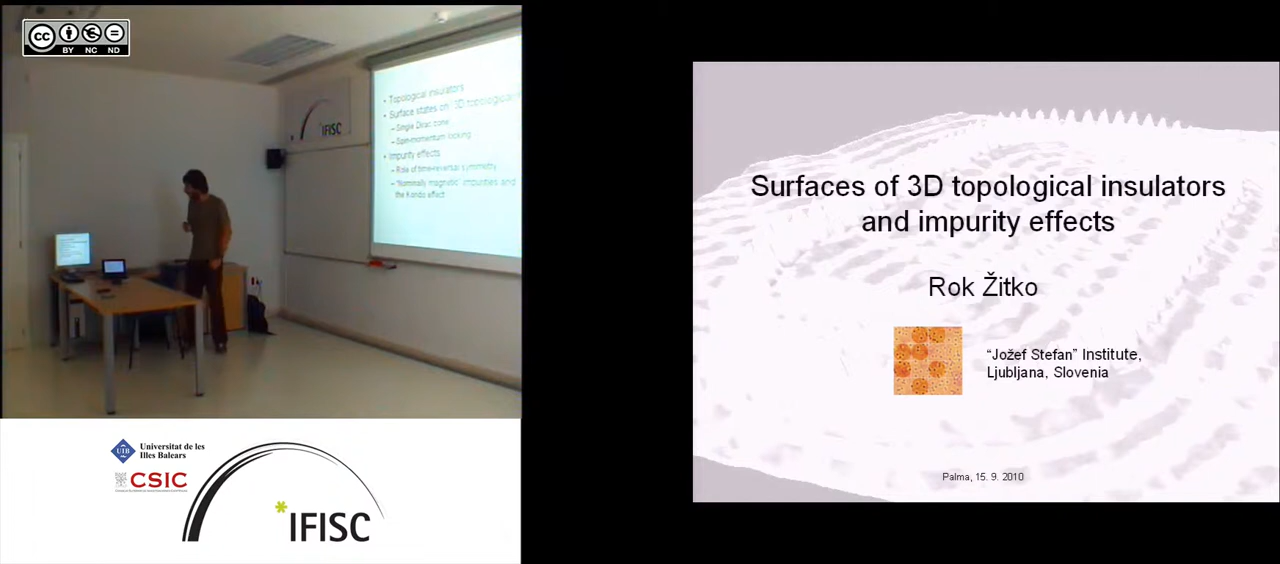 CC
BY NC ND
IFISC
• Topological insulators
• Surface states on 3D topological
– Single Dirac cone
– Spin-momentum locking
• Impurity effects
– Role of time-reversal symmetry
– "Nominally magnetic" impurities and
the Kondo effect
UIB
Universitat de les
Illes Balears
CSIC
*IFISC
Surfaces of 3D topological insulators
and impurity effects
Rok Žitko
“Jožef Stefan” Institute,
Ljubljana, Slovenia
Palma, 15. 9. 2010